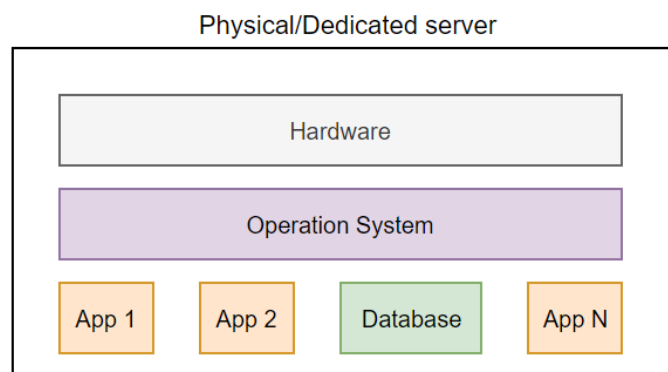 Physical/Dedicated server
Hardware
Operation System
App 1 App 2 Database App N